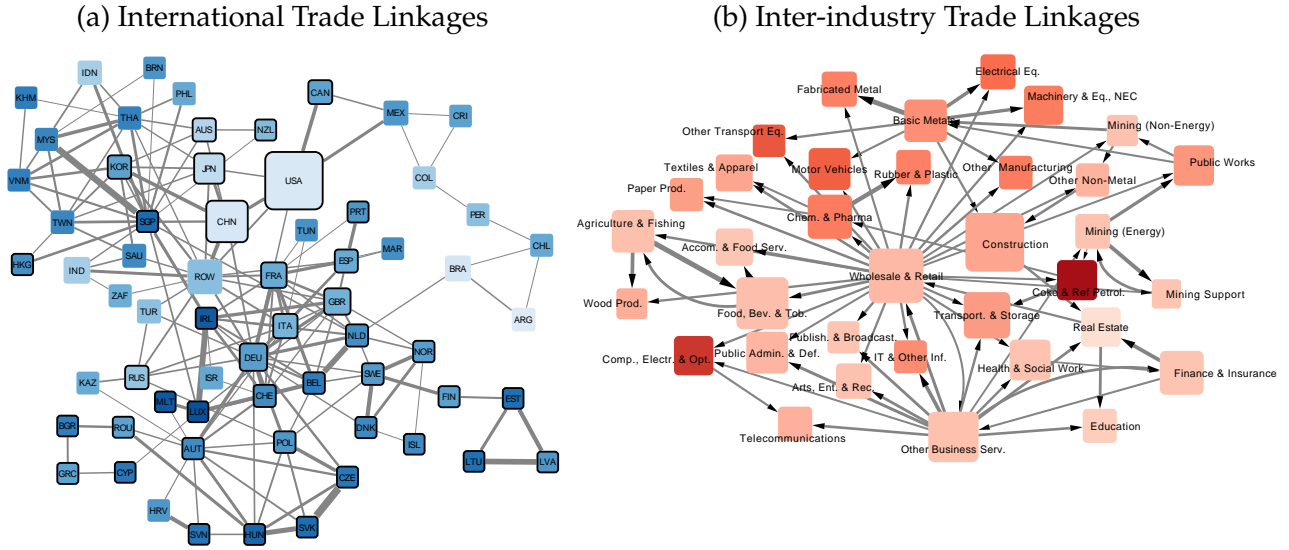 (a) International Trade Linkages
(b) Inter-industry Trade Linkages
IDN
BRN
KHM
PHL
CAN
MEX
CRI
THA
AUS
NZL
MYS
KOR
JPN
USA
COL
VNM
TWN
SGP
CHN
PRT
PER
TUN
HKG
SAU
MAR
CHL
IND
ROW
FRA
ESP
BRA
ZAF
TUR
IRL
GBR
ITA
NLD
ARG
DEU
NOR
KAZ
RUS
ISR
BEL
SWE
MLT
LUX
CHE
FIN
EST
BGR
ROU
DNK
ISL
AUT
POL
GRC
CYP
CZE
LTU
LVA
HRV
SVN
HUN
SVK
Electrical Eq.
Fabricated Metal
Machinery & Eq., NEC
Basic Metals
Other Transport Eq.
Mining (Non-Energy)
Textiles & Apparel
Motor Vehicles
Rubber & Plastic
Other Manufacturing
Public Works
Paper Prod.
Other Non-Metal
Chem. & Pharma
Agriculture & Fishing
Accom. & Food Serv.
Construction
Mining (Energy)
Wholesale & Retail
Coke & Ref Petrol.
Mining Support
Wood Prod.
Food, Bev. & Tob.
Transport. & Storage
Real Estate
Publish. & Broadcast.
Comp., Electr. & Opt.
Public Admin. & Def.
IT & Other Inf.
Health & Social Work
Finance & Insurance
Arts, Ent. & Rec.
Telecommunications
Other Business Serv.
Education